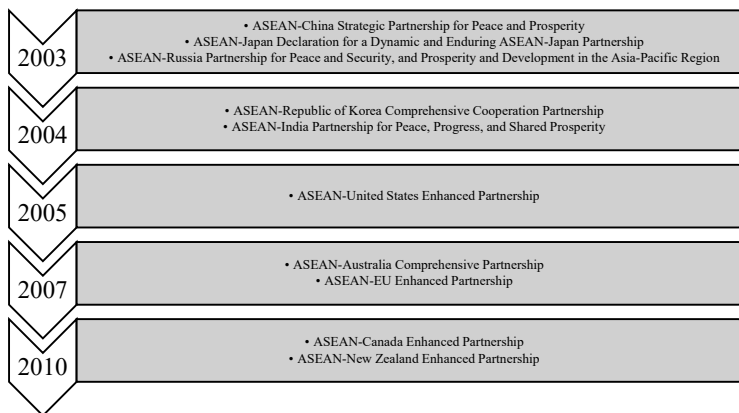 2003
• ASEAN-China Strategic Partnership for Peace and Prosperity
• ASEAN-Japan Declaration for a Dynamic and Enduring ASEAN-Japan Partnership
• ASEAN-Russia Partnership for Peace and Security, and Prosperity and Development in the Asia-Pacific Region
2004
• ASEAN-Republic of Korea Comprehensive Cooperation Partnership
• ASEAN-India Partnership for Peace, Progress, and Shared Prosperity
2005
• ASEAN-United States Enhanced Partnership
2007
• ASEAN-Australia Comprehensive Partnership
• ASEAN-EU Enhanced Partnership
2010
• ASEAN-Canada Enhanced Partnership
• ASEAN-New Zealand Enhanced Partnership